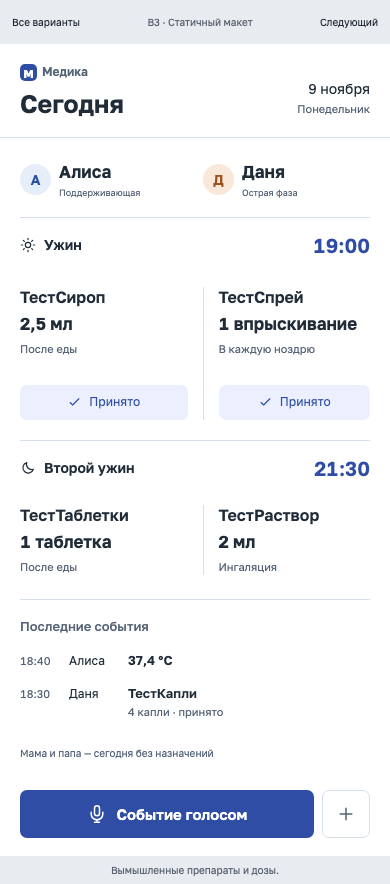 Все варианты
B3 · Статичный макет
Следующий
м Медика
Сегодня
9 ноября
Понедельник
А
Алиса
Поддерживающая
Д
Даня
Острая фаза
Ужин
19:00
ТестСироп
2,5 мл
После еды
Принято
ТестСпрей
1 впрыскивание
В каждую ноздрю
Принято
Второй ужин
21:30
ТестТаблетки
1 таблетка
После еды
ТестРаствор
2 мл
Ингаляция
Последние события
18:40 Алиса 37,4 °C
18:30 Даня ТестКапли
4 капли · принято
Мама и папа — сегодня без назначений
Событие голосом
Вымышленные препараты и дозы.